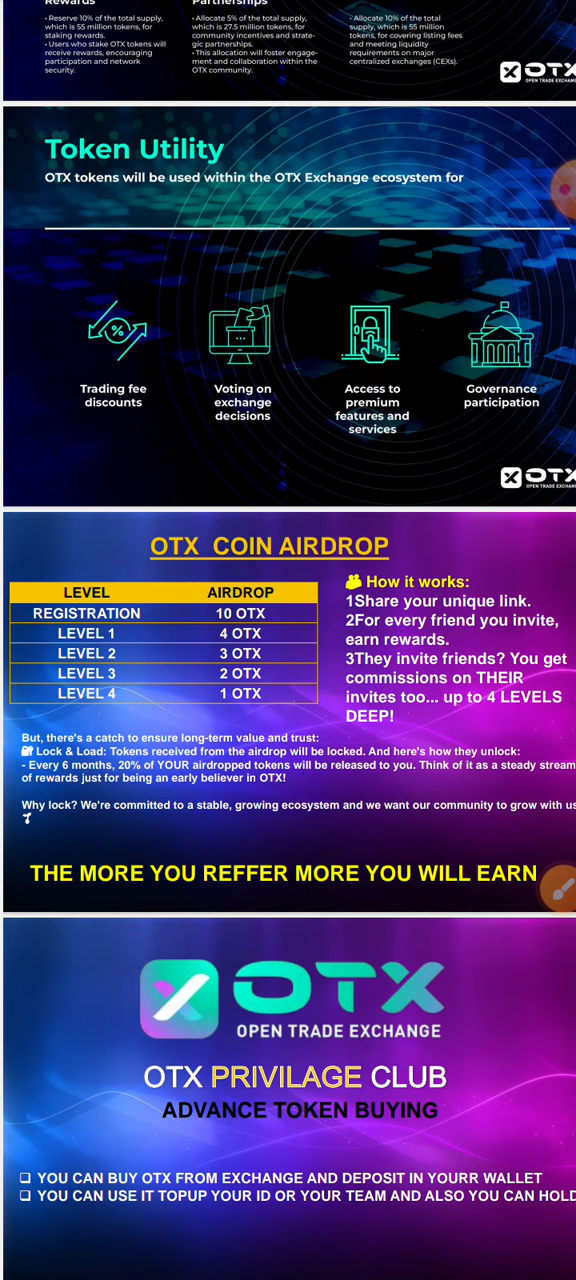 Rewards
Partnerships
• Reserve 10% of the total supply,
which is 55 million tokens, for
staking rewards.
• Users who stake OTX tokens will
receive rewards, encouraging
participation and network
security.
• Allocate 5% of the total supply,
which is 27.5 million tokens, for
community incentives and strate-
gic partnerships.
• This allocation will foster engage-
ment and collaboration within the
OTX community.
• Allocate 10% of the total
supply, which is 55 million
tokens, for covering listing fees
and meeting liquidity
requirements on major
centralized exchanges (CEXs).
OTX
OPEN TRADE EXCHANGE
Token Utility
OTX tokens will be used within the OTX Exchange ecosystem for
Trading fee
discounts
Voting on
exchange
decisions
Access to
premium
features and
services
Governance
participation
OTX
OPEN TRADE EXCHANG
OTX COIN AIRDROP
LEVEL AIRDROP
REGISTRATION 10 OTX
LEVEL 1 4 OTX
LEVEL 2 3 OTX
LEVEL 3 2 OTX
LEVEL 4 1 OTX
👥 How it works:
1Share your unique link.
2For every friend you invite,
earn rewards.
3They invite friends? You get
commissions on THEIR
invites too... up to 4 LEVELS
DEEP!
But, there's a catch to ensure long-term value and trust:
🔐 Lock & Load: Tokens received from the airdrop will be locked. And here's how they unlock:
- Every 6 months, 20% of YOUR airdropped tokens will be released to you. Think of it as a steady stream
of rewards just for being an early believer in OTX!
Why lock? We're committed to a stable, growing ecosystem and we want our community to grow with us
🌱
THE MORE YOU REFFER MORE YOU WILL EARN
OTX
OPEN TRADE EXCHANGE
OTX PRIVILAGE CLUB
ADVANCE TOKEN BUYING
❑ YOU CAN BUY OTX FROM EXCHANGE AND DEPOSIT IN YOURR WALLET
❑ YOU CAN USE IT TOPUP YOUR ID OR YOUR TEAM AND ALSO YOU CAN HOLD